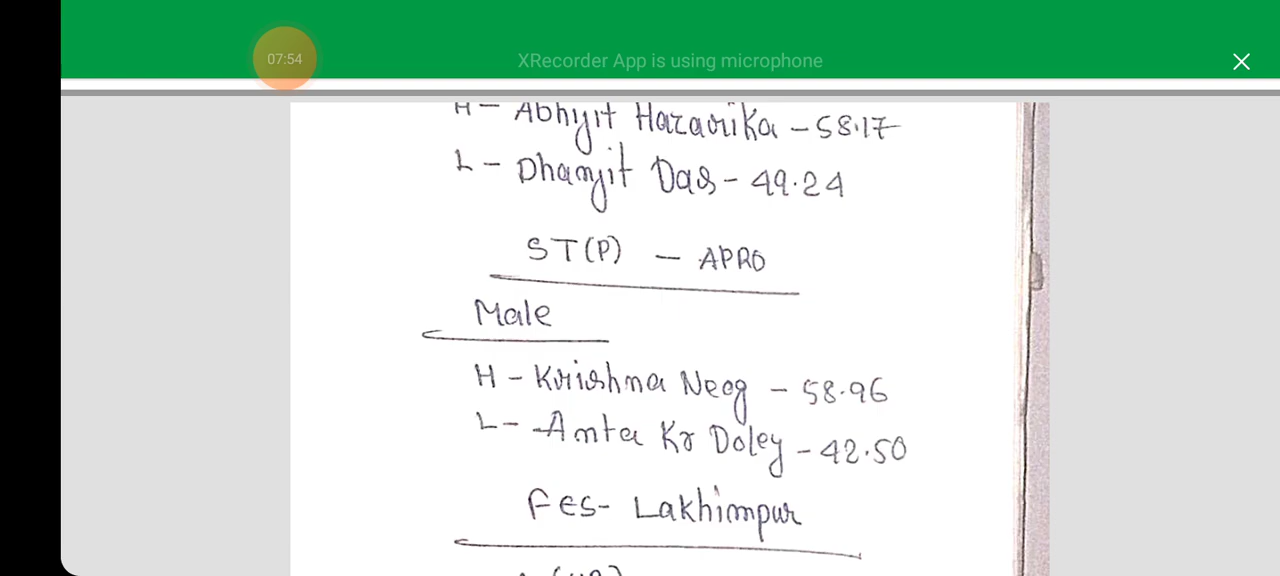 07:54
XRecorder App is using microphone
H - Abhijit Hazarika - 58.17
L - Dhanjit Das - 49.24
ST(P) - APRO
Male
H - Krishna Neog - 58.96
L - Amta Kr Doley - 42.50
Fes - Lakhimpur